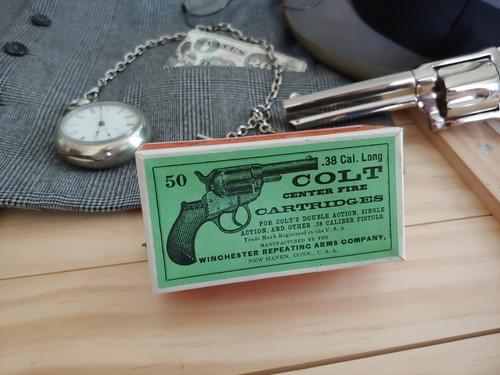 50
.38 Cal. Long
COLT
CENTER FIRE
CARTRIDGES
FOR COLT'S DOUBLE ACTION, SINGLE
ACTION, AND OTHER .38 CALIBER PISTOLS.
Trade Mark Registered in the U. S. A.
MANUFACTURED BY THE
WINCHESTER REPEATING ARMS COMPANY,
NEW HAVEN, CONN., U. S. A.